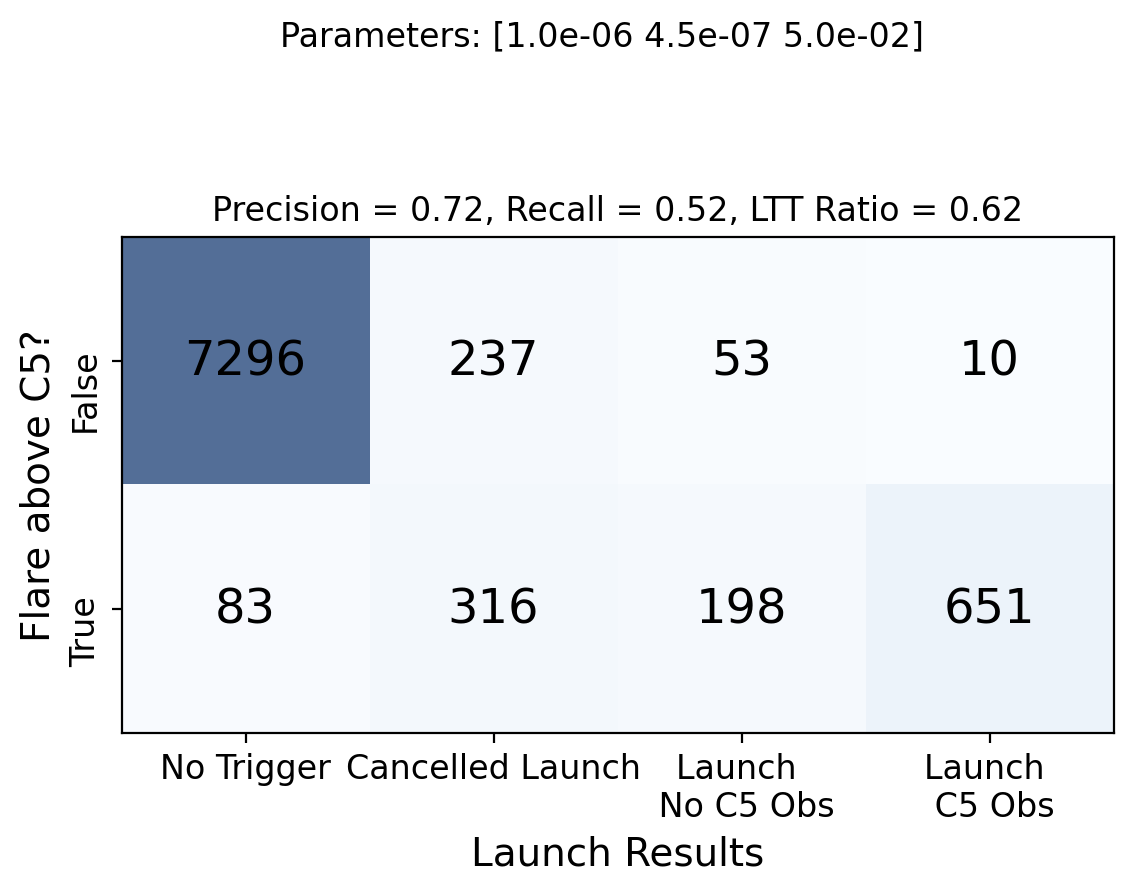 Parameters: [1.0e-06 4.5e-07 5.0e-02]
Precision = 0.72, Recall = 0.52, LTT Ratio = 0.62
Flare above C5?
False
7296 237 53 10
True
83 316 198 651
No Trigger Cancelled Launch Launch Launch
No C5 Obs C5 Obs
Launch Results